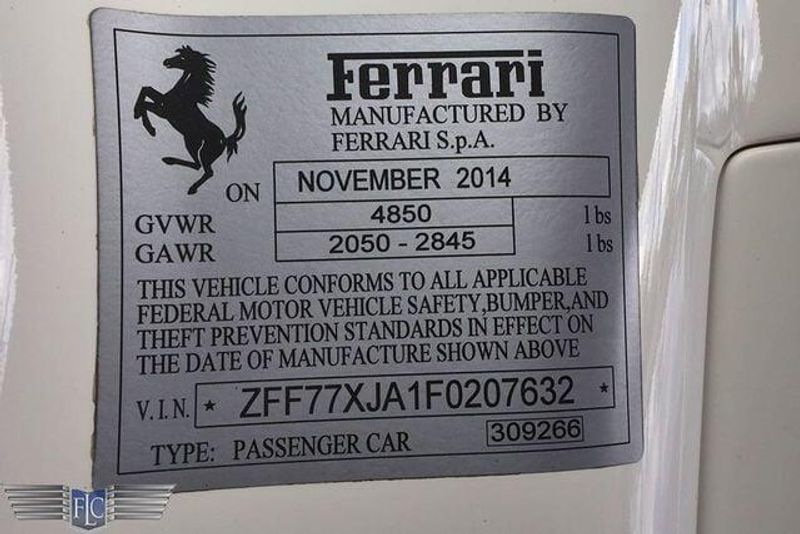 Ferrari
MANUFACTURED BY
FERRARI S.p.A.
ON NOVEMBER 2014
GVWR 4850 lbs
GAWR 2050 - 2845 lbs
THIS VEHICLE CONFORMS TO ALL APPLICABLE
FEDERAL MOTOR VEHICLE SAFETY,BUMPER,AND
THEFT PREVENTION STANDARDS IN EFFECT ON
THE DATE OF MANUFACTURE SHOWN ABOVE
V.I.N. * ZFF77XJA1F0207632 *
TYPE: PASSENGER CAR 309266
FLC